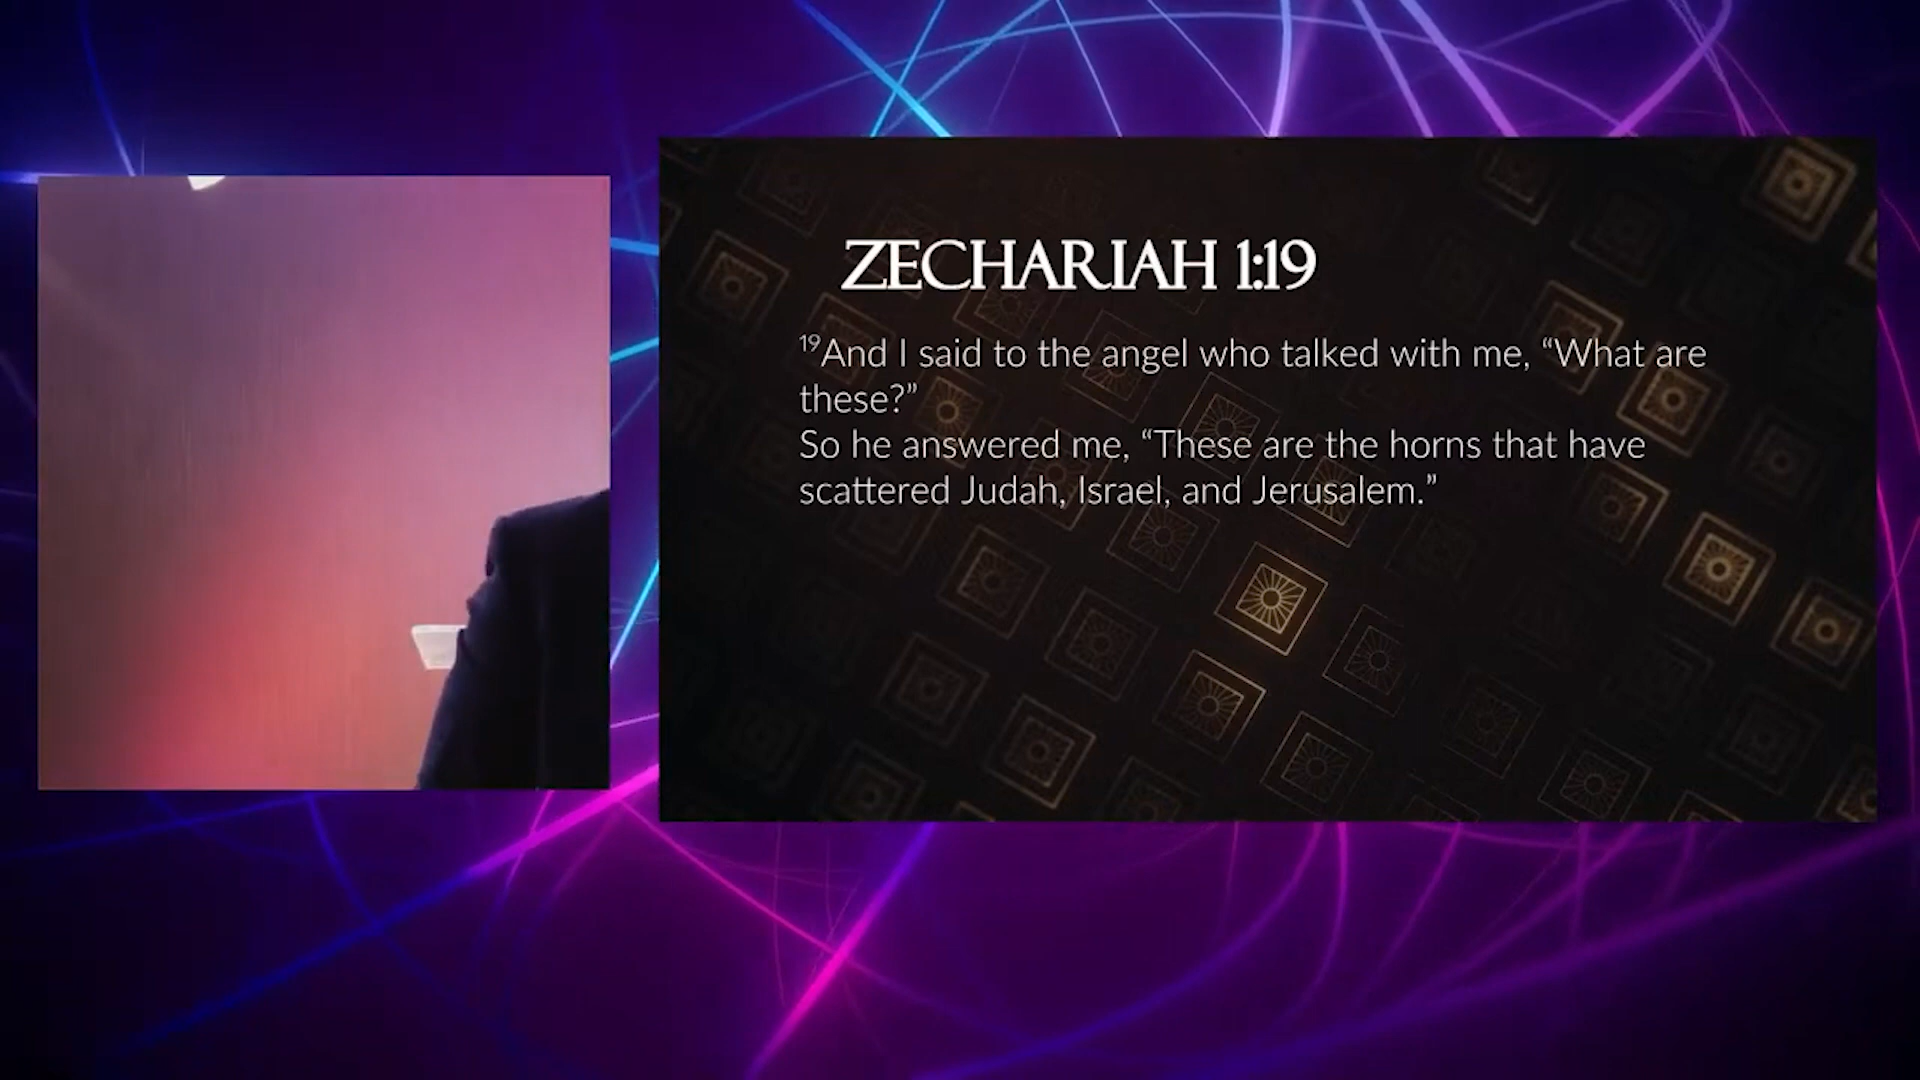 ZECHARIAH 1:19
¹⁹And I said to the angel who talked with me, “What are
these?”
So he answered me, “These are the horns that have
scattered Judah, Israel, and Jerusalem.”